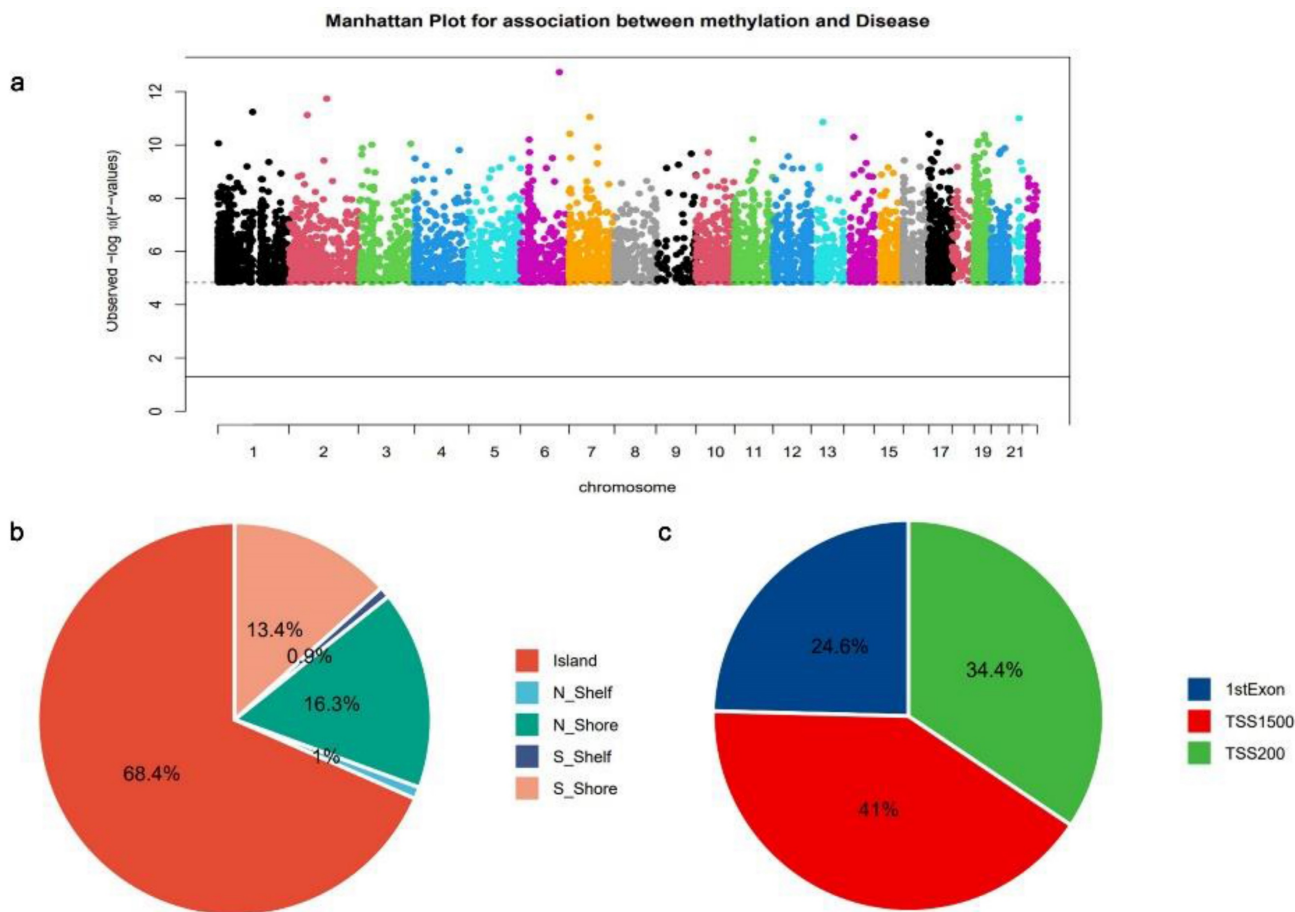 Manhattan Plot for association between methylation and Disease
a
Observed −log 10(P−values)
12
10
8
6
4
2
0
1 2 3 4 5 6 7 8 9 10 11 12 13 15 17 19 21
chromosome
b
13.4%
0.9%
16.3%
1%
68.4%
Island
N_Shelf
N_Shore
S_Shelf
S_Shore
c
24.6%
34.4%
41%
1stExon
TSS1500
TSS200